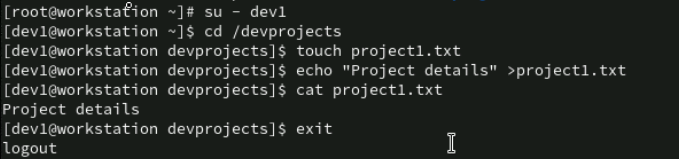 [root@workstation ~]# su - dev1
[dev1@workstation ~]$ cd /devprojects
[dev1@workstation devprojects]$ touch project1.txt
[dev1@workstation devprojects]$ echo "Project details" >project1.txt
[dev1@workstation devprojects]$ cat project1.txt
Project details
[dev1@workstation devprojects]$ exit
logout